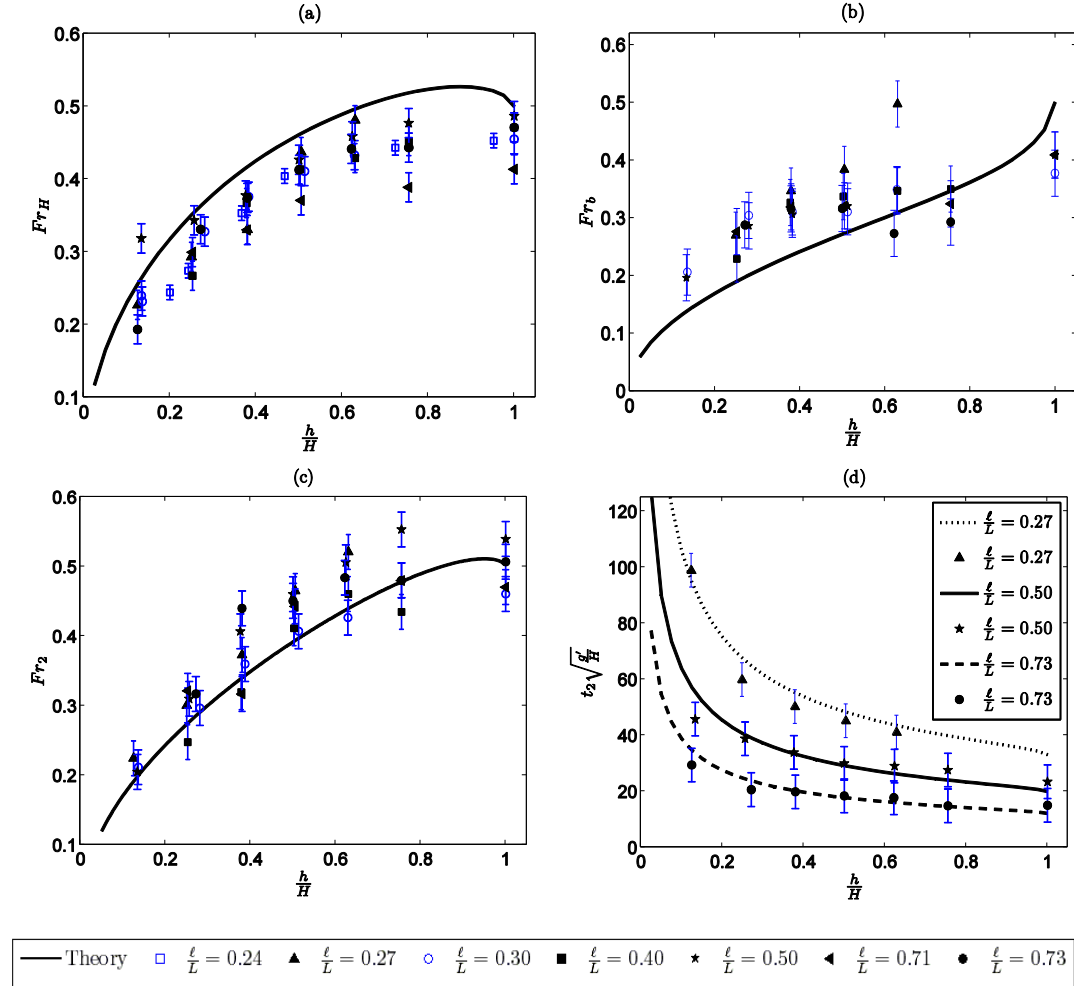 (a)
Fr_H
0.6
0.5
0.4
0.3
0.2
0.1
0 0.2 0.4 0.6 0.8 1
h/H
(b)
Fr_b
0.6
0.5
0.4
0.3
0.2
0.1
0
0 0.2 0.4 0.6 0.8 1
h/H
(c)
Fr_2
0.6
0.5
0.4
0.3
0.2
0.1
0 0.2 0.4 0.6 0.8 1
h/H
(d)
t_2 √(g′/H)
120
100
80
60
40
20
0
0 0.2 0.4 0.6 0.8 1
h/H
ℓ/L = 0.27
ℓ/L = 0.27
ℓ/L = 0.50
ℓ/L = 0.50
ℓ/L = 0.73
ℓ/L = 0.73
Theory ℓ/L = 0.24 ℓ/L = 0.27 ℓ/L = 0.30 ℓ/L = 0.40 ℓ/L = 0.50 ℓ/L = 0.71 ℓ/L = 0.73